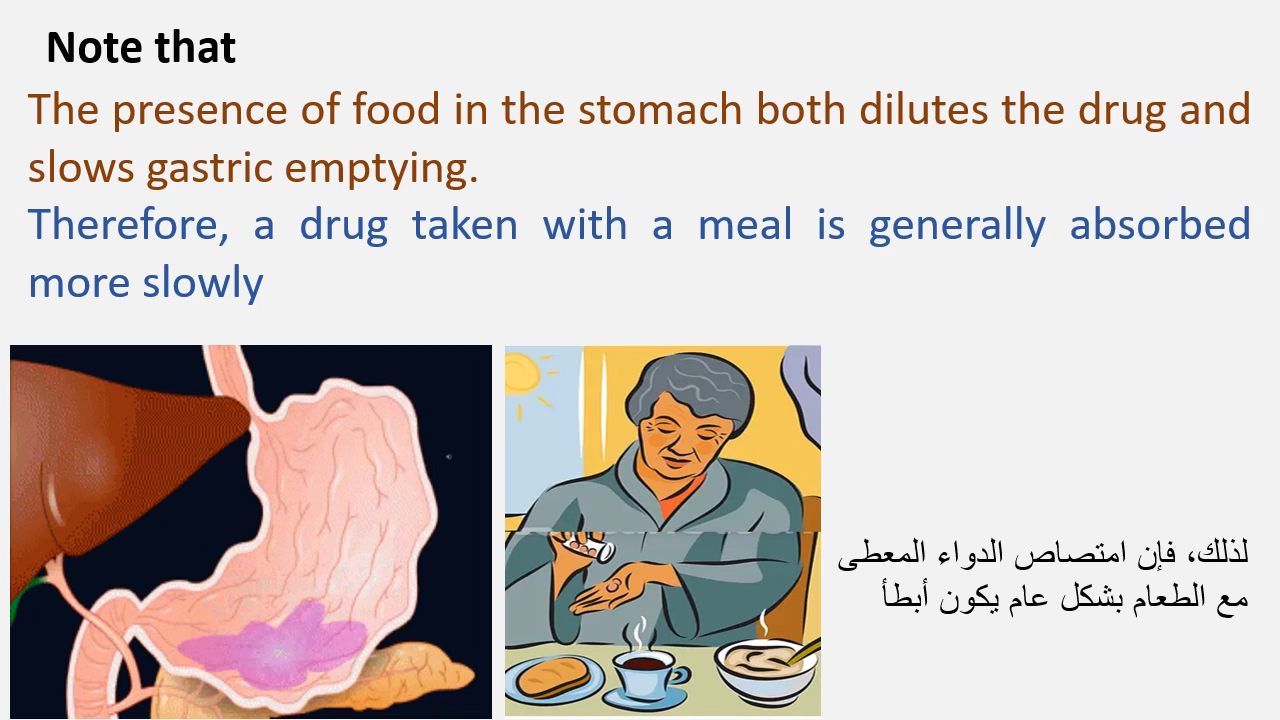 Note that
The presence of food in the stomach both dilutes the drug and
slows gastric emptying.
Therefore, a drug taken with a meal is generally absorbed
more slowly
لذلك، فإن امتصاص الدواء المعطى
مع الطعام بشكل عام يكون أبطأ